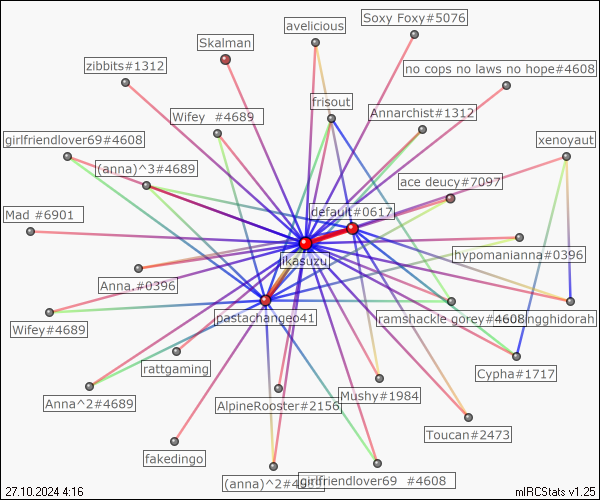 avelicious
Soxy Foxy#5076
Skalman
zibbits#1312
no cops no laws no hope#4608
frisout
Wifey #4689
Annarchist#1312
girlfriendlover69#4608
xenoyaut
(anna)^3#4689
ace deucy#7097
Mad #6901
default#0617
hypomanianna#0396
ikasuzu
Anna.#0396
pastachangeo41
ramshackle gorey#4608
ngghidorah
Wifey#4689
rattgaming
Cypha#1717
Mushy#1984
Anna^2#4689
AlpineRooster#2156
Toucan#2473
fakedingo
(anna)^2#4689
girlfriendlover69 #4608
27.10.2024 4:16
mIRCStats v1.25